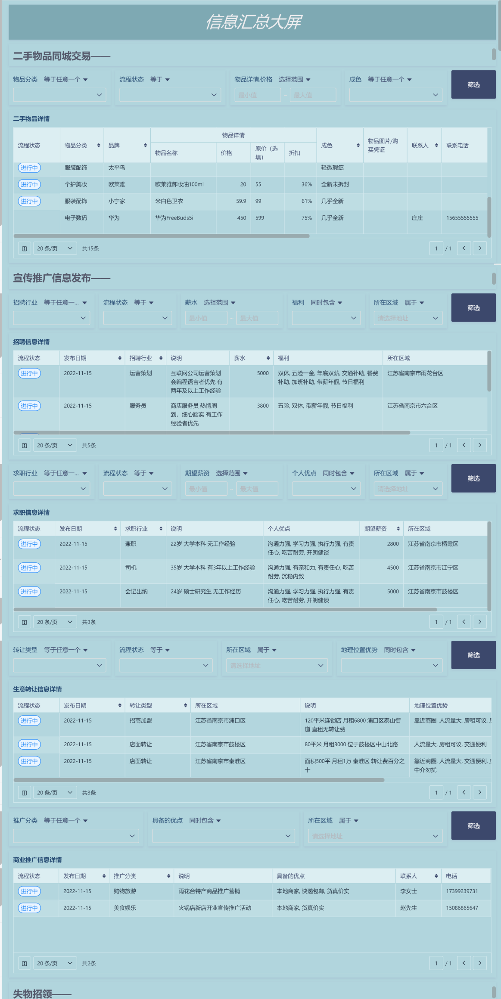 信息汇总大屏
二手物品同城交易——
物品分类 等于任意一个 流程状态 等于 物品详情.价格 选择范围 成色 等于任意一个 筛选
最小值 ~ 最大值
二手物品详情
流程状态 物品分类 品牌 物品详情 成色 物品图片/购买凭证 联系人 联系电话
物品名称 价格 原价（选填） 折扣
进行中 服装配饰 太平鸟 轻微瑕疵
进行中 个护美妆 欧莱雅 欧莱雅卸妆油100ml 20 55 36% 全新未拆封
进行中 服装配饰 小宁家 米白色卫衣 59.9 99 61% 几乎全新
电子数码 华为 华为FreeBuds5i 450 599 75% 几乎全新 庄庄 15655555555
20 条/页 共15条 1 / 1
宣传推广信息发布——
招聘行业 等于任意一... 流程状态 等于 薪水 选择范围 福利 同时包含 所在区域 属于 筛选
最小值 ~ 最大值 请选择地址
招聘信息详情
流程状态 发布日期 招聘行业 说明 薪水 福利 所在区域
进行中 2022-11-15 运营策划 互联网公司运营策划 5000 双休, 五险一金, 年底双薪, 交通补助, 餐费 江苏省南京市雨花台区
会编程语言者优先 有 补助, 加班补助, 带薪年假, 节日福利
两年及以上工作经验
进行中 2022-11-15 服务员 商店服务员 热情周 3800 五险, 双休, 带薪年假, 节日福利 江苏省南京市六合区
到，细心踏实 有工作
经验者优先
20 条/页 共5条 1 / 1
求职行业 等于任意一... 流程状态 等于 期望薪资 选择范围 个人优点 同时包含 所在区域 属于 筛选
最小值 ~ 最大值 请选择地址
求职信息详情
流程状态 发布日期 求职行业 说明 个人优点 期望薪资 所在区域
进行中 2022-11-15 兼职 22岁 大学本科 无工作经验 沟通力强, 学习力强, 执行力强, 有责 2800 江苏省南京市栖霞区
任心, 吃苦耐劳, 开朗健谈
进行中 2022-11-15 司机 35岁 大学本科 有3年以上工作经验 沟通力强, 有亲和力, 有责任心, 吃苦 4500 江苏省南京市江宁区
耐劳, 沉稳内敛
进行中 2022-11-15 会记出纳 24岁 硕士研究生 无工作经历 沟通力强, 学习力强, 执行力强, 有责 5000 江苏省南京市鼓楼区
任心, 吃苦耐劳, 开朗健谈
20 条/页 共3条 1 / 1
转让类型 等于任意一个 流程状态 等于 所在区域 属于 地理位置优势 同时包含 筛选
请选择地址
生意转让信息详情
流程状态 发布日期 转让类型 所在区域 说明 地理位置优势
进行中 2022-11-15 招商加盟 江苏省南京市浦口区 120平米连锁店 月租6800 浦口区泰山街 靠近商圈, 人流量大, 房租可议,
道 直租无转让费
进行中 2022-11-15 店面转让 江苏省南京市鼓楼区 80平米 月租3000 位于鼓楼区中山北路 人流量大, 房租可议, 交通便利
进行中 2022-11-15 店面转让 江苏省南京市秦淮区 面积500平 月租1万 秦淮区 转让费百分之 靠近商圈, 人流量大, 交通便利,
十 中介勿扰
20 条/页 共3条 1 / 1
推广分类 等于任意一个 具备的优点 同时包含 所在区域 属于 筛选
请选择地址
商业推广信息详情
流程状态 发布日期 推广分类 说明 具备的优点 联系人 电话
进行中 2022-11-15 购物旅游 雨花台特产商品推广营销 本地商家, 快递包邮, 货真价实 李女士 17399239731
进行中 2022-11-15 美食娱乐 火锅店新店开业宣传推广活动 本地商家, 货真价实 赵先生 15086865647
20 条/页 共2条 1 / 1
失物招领——